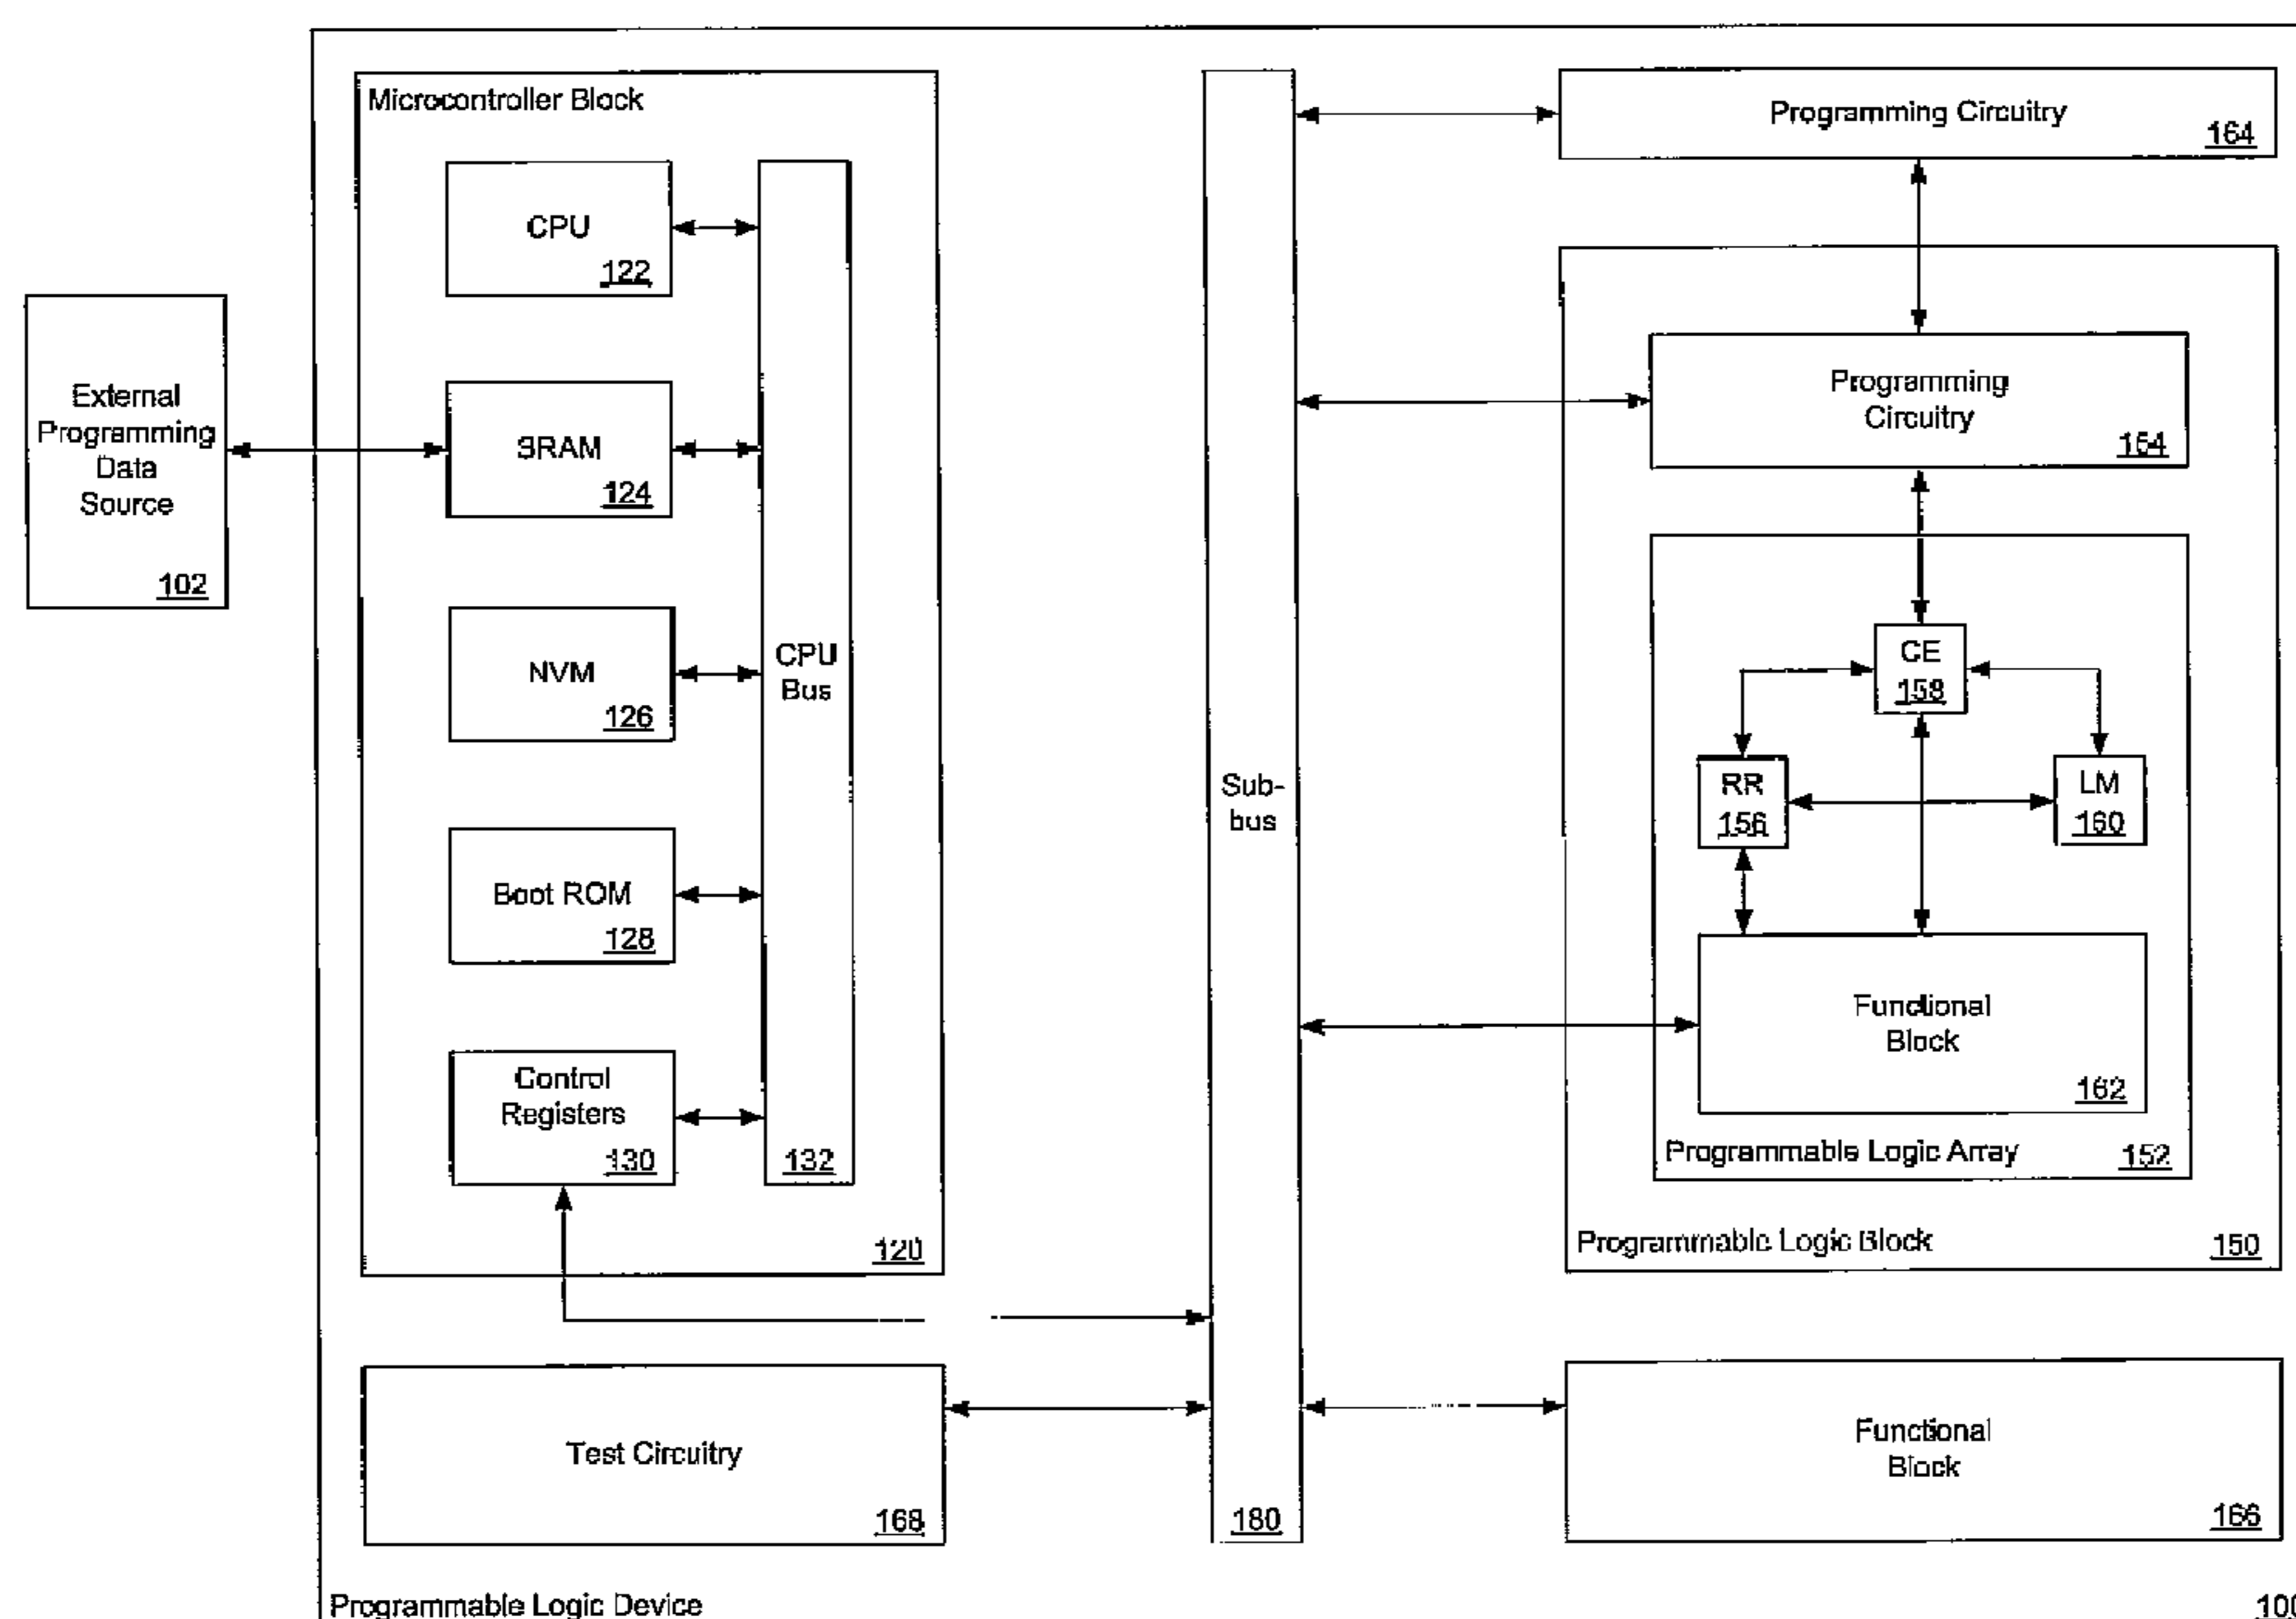 Microcontroller Block
CPU
122
External
Programming
Data
Source
102
SRAM
124
NVM
126
CPU
Bus
Boot ROM
128
Control
Registers
130
132
120
Test Circuitry
168
Sub-
bus
180
Programming Circuitry
164
Programming
Circuitry
154
CE
158
RR
156
LM
160
Functional
Block
162
Programmable Logic Array
152
Programmable Logic Block
150
Functional
Block
166
Programmable Logic Device
100